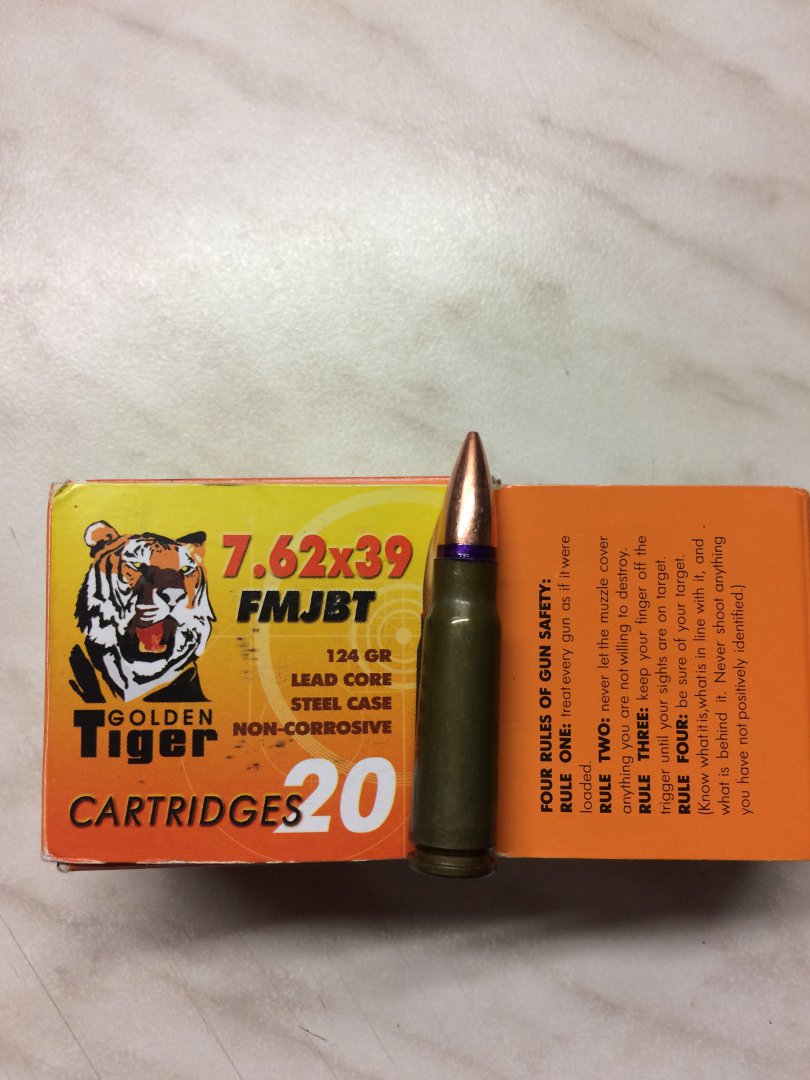 7.62x39
FMJBT
124 GR
LEAD CORE
STEEL CASE
NON-CORROSIVE
GOLDEN
Tiger
CARTRIDGES 20
FOUR RULES OF GUN SAFETY:
RULE ONE: treat every gun as if it were
loaded.
RULE TWO: never let the muzzle cover
anything you are not willing to destroy.
RULE THREE: keep your finger off the
trigger until your sights are on target.
RULE FOUR: be sure of your target.
(Know what it is, what is in line with it, and
what is behind it. Never shoot anything
you have not positively identified.)